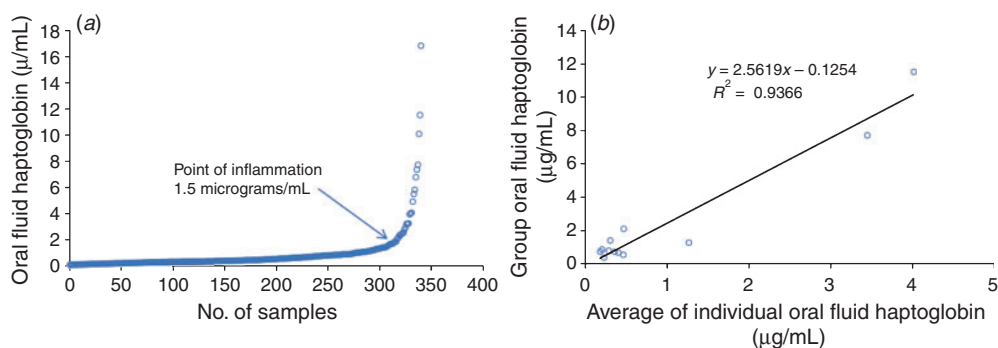 (a)
Oral fluid haptoglobin (μ/mL)
18
16
14
12
10
8
6
4
2
0
Point of inflammation
1.5 micrograms/mL
0 50 100 150 200 250 300 350 400
No. of samples
(b)
Group oral fluid haptoglobin
(μg/mL)
14
12
10
8
6
4
2
0
y = 2.5619x – 0.1254
R² = 0.9366
0 1 2 3 4 5
Average of individual oral fluid haptoglobin
(μg/mL)